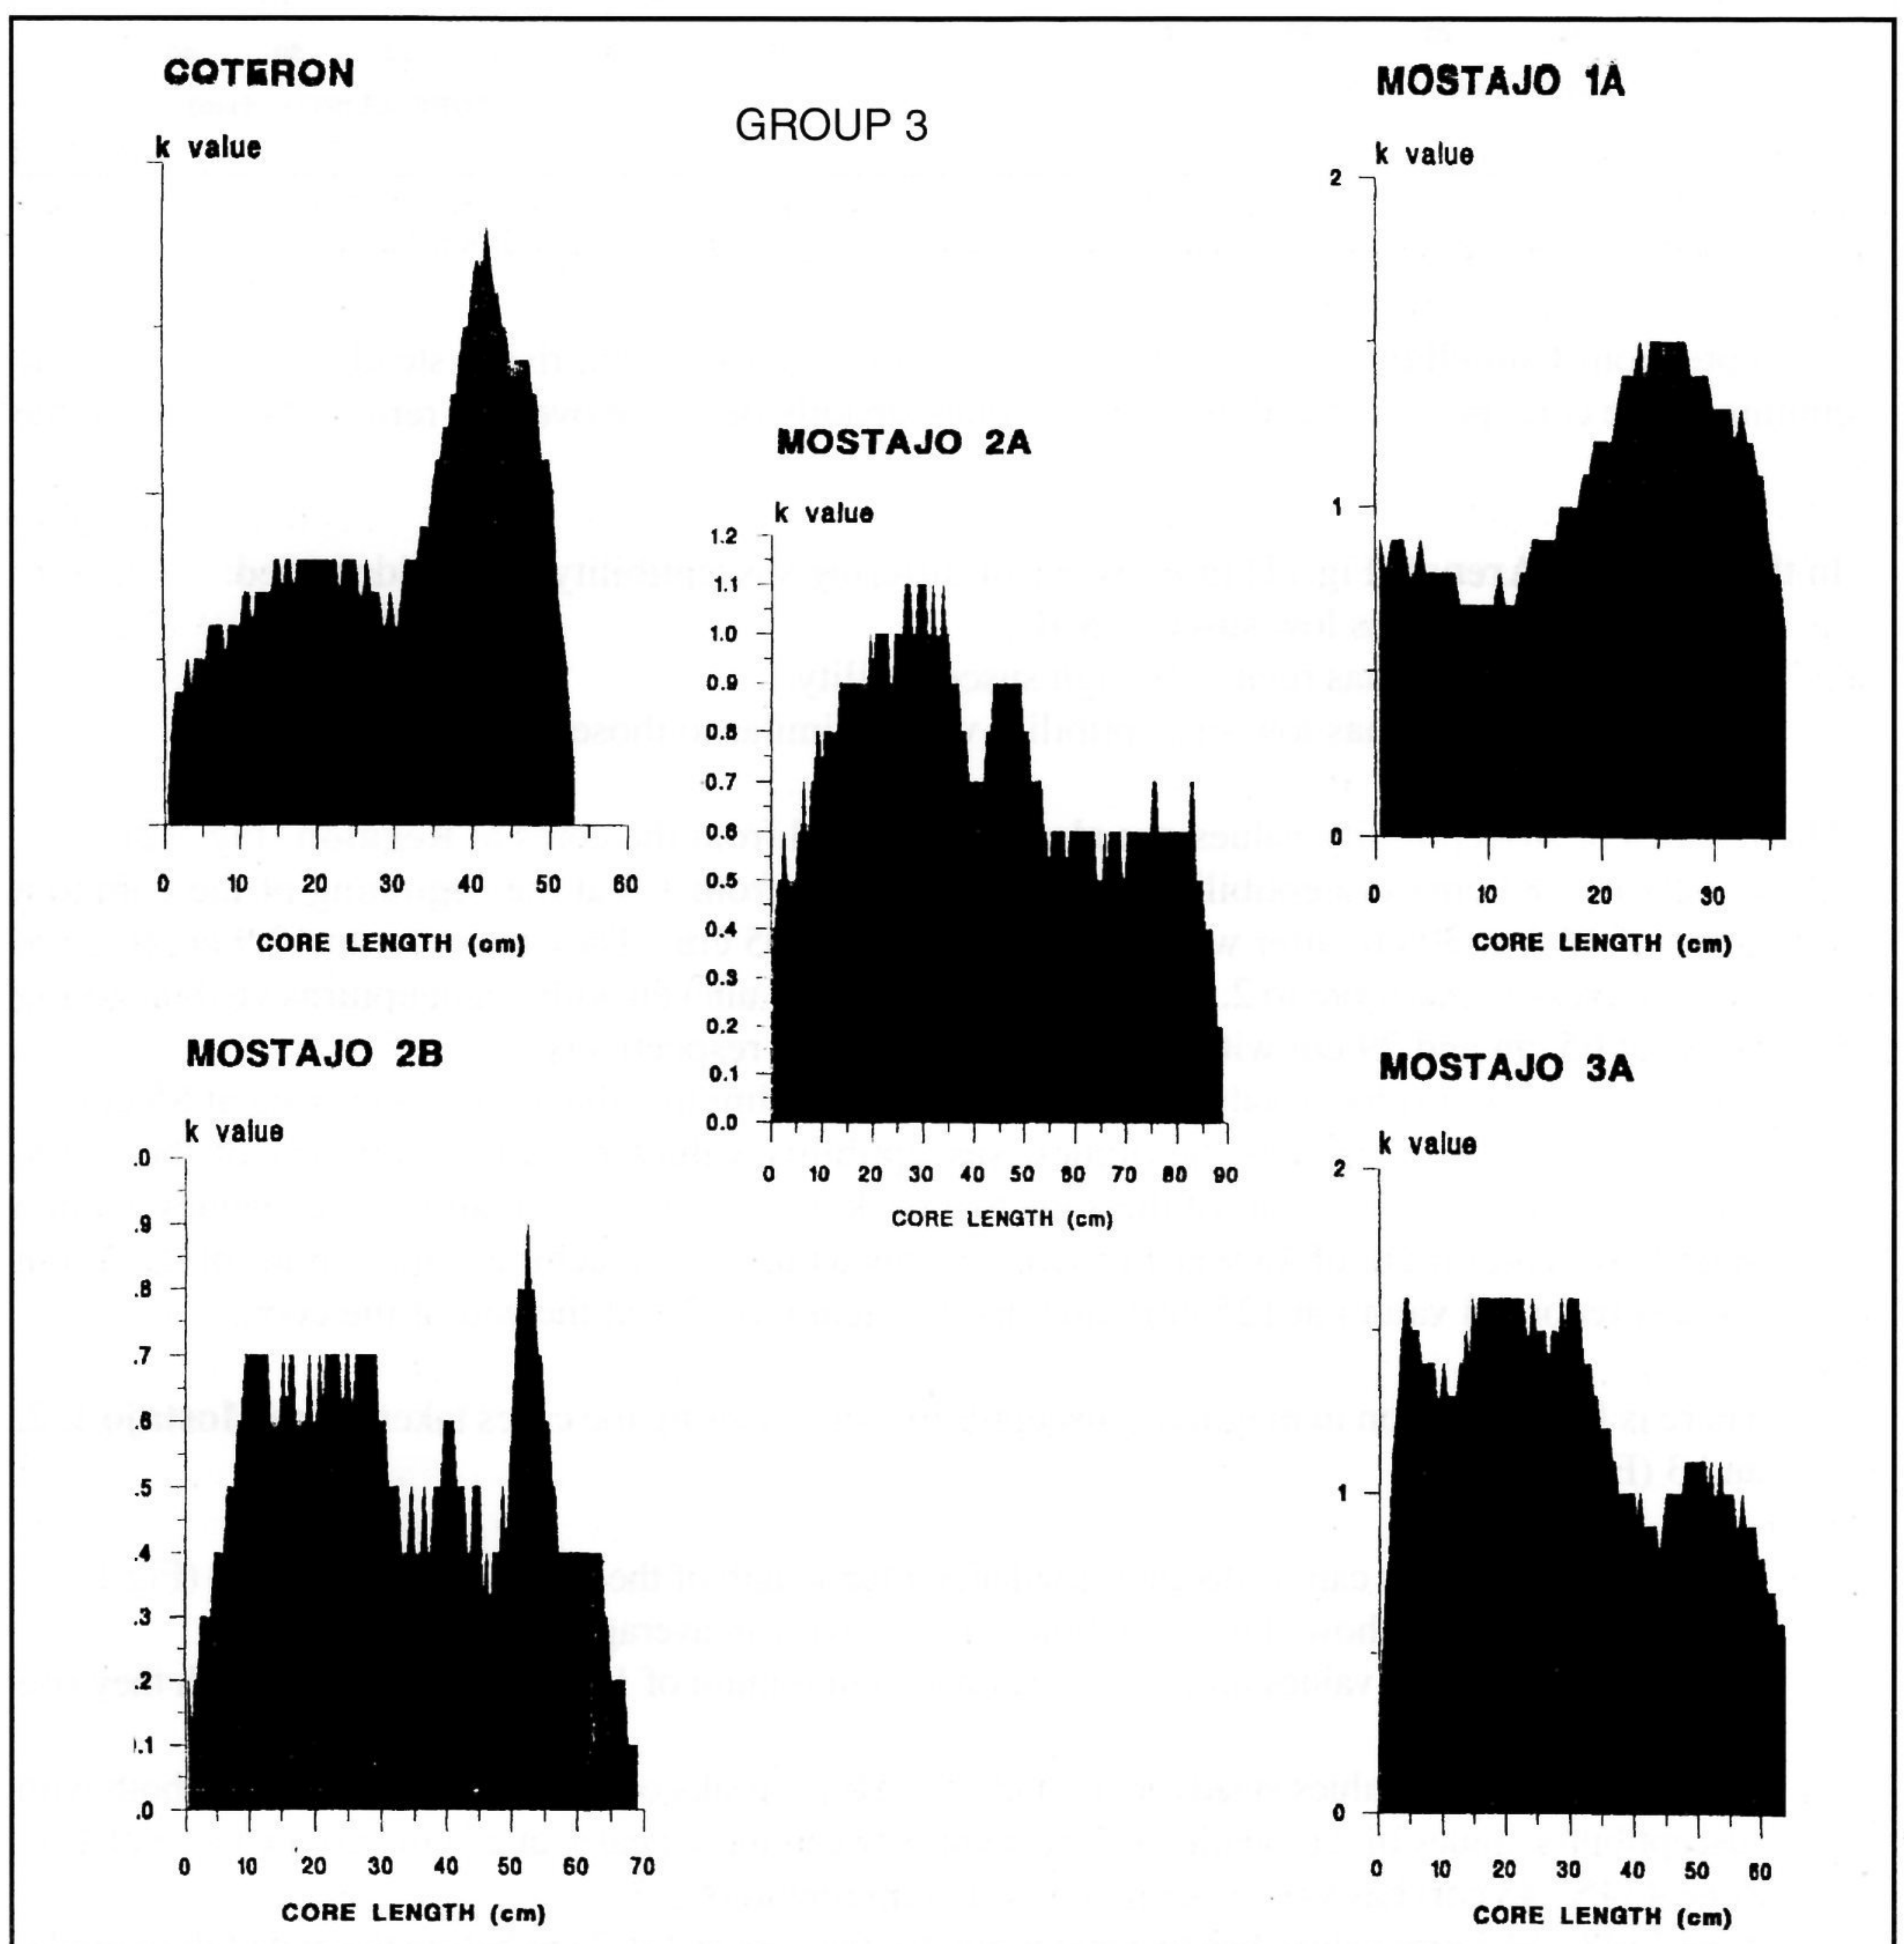 COTERON
k value
0 10 20 30 40 50 60
CORE LENGTH (cm)
GROUP 3
MOSTAJO 1A
k value
2
1
0
0 10 20 30
CORE LENGTH (cm)
MOSTAJO 2A
k value
1.2
1.1
1.0
0.9
0.8
0.7
0.6
0.5
0.4
0.3
0.2
0.1
0.0
0 10 20 30 40 50 60 70 80 90
CORE LENGTH (cm)
MOSTAJO 2B
k value
.0
.9
.8
.7
.6
.5
.4
.3
.2
.1
.0
0 10 20 30 40 50 60 70
CORE LENGTH (cm)
MOSTAJO 3A
k value
2
1
0
0 10 20 30 40 50 60
CORE LENGTH (cm)